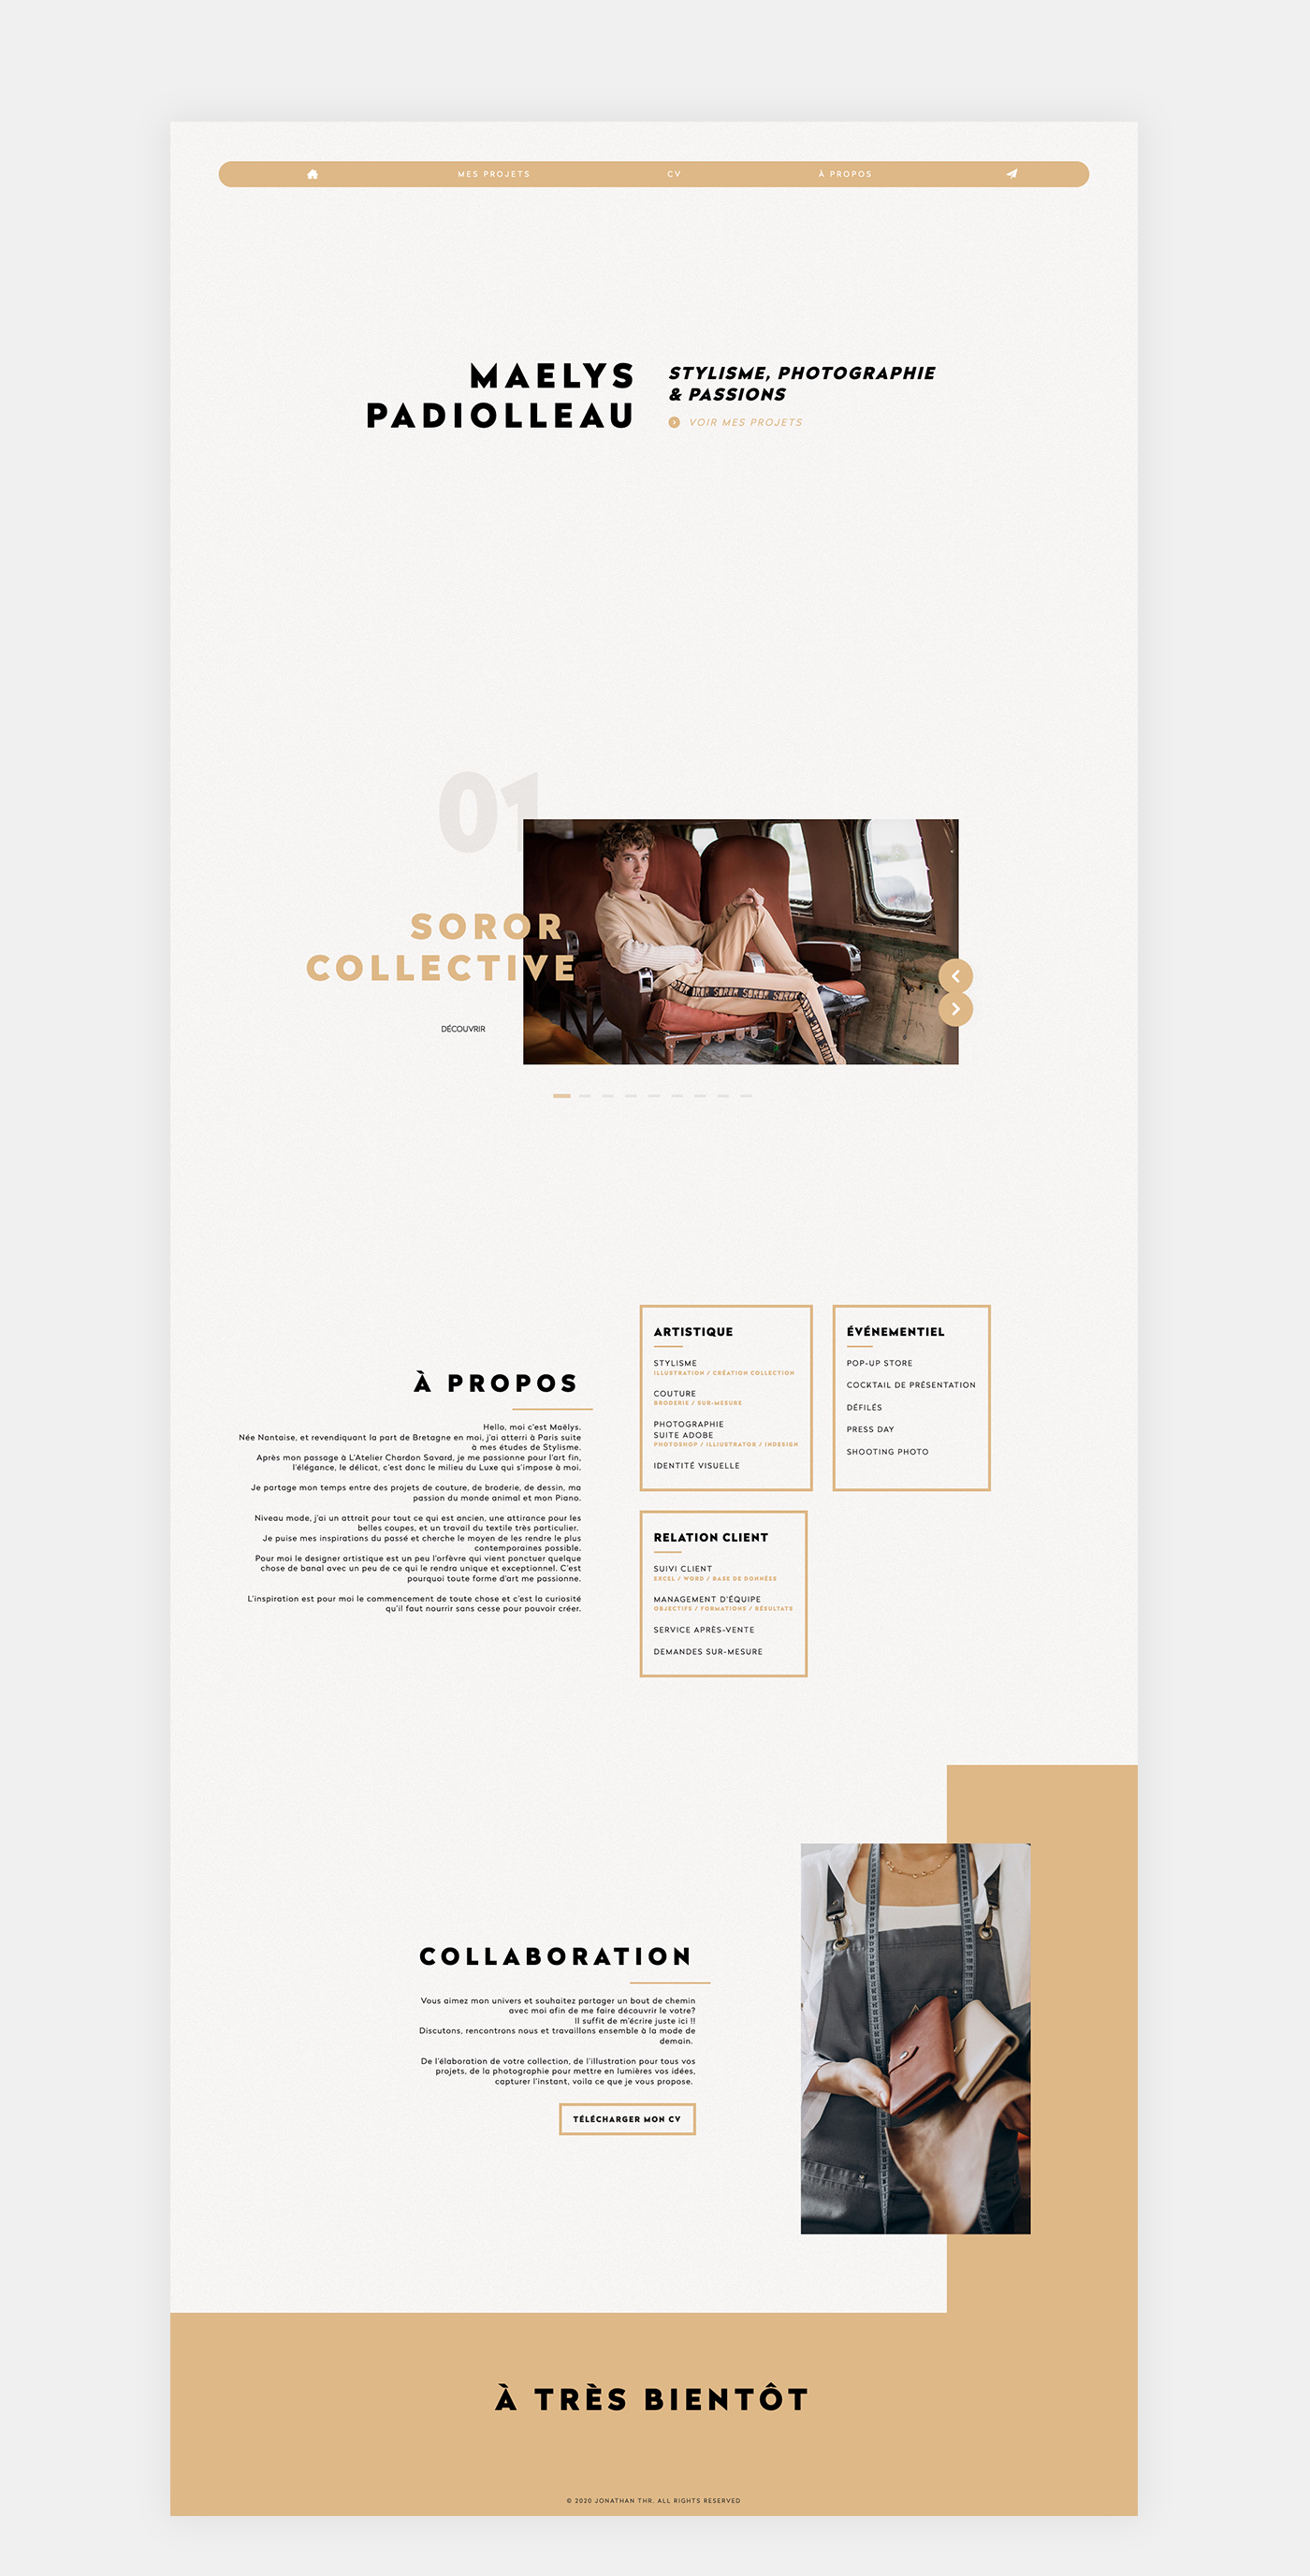 MES PROJETS
CV
À PROPOS
MAELYS
PADIOLLEAU
STYLISME, PHOTOGRAPHIE
& PASSIONS
VOIR MES PROJETS
01
SOROR
COLLECTIVE
DÉCOUVRIR
À PROPOS
Hello, moi c'est Maëlys.
Née Nantaise, et revendiquant la part de Bretagne en moi, j'ai atterri à Paris suite
à mes études de Stylisme.
Après mon passage à L'Atelier Chardon Savard, je me passionne pour l'art fin,
l'élégance, le délicat, c'est donc le milieu du Luxe qui s'impose à moi.
Je partage mon temps entre des projets de couture, de broderie, de dessin, ma
passion du monde animal et mon Piano.
Niveau mode, j'ai un attrait pour tout ce qui est ancien, une attirance pour les
belles coupes, et un travail du textile très particulier.
Je puise mes inspirations du passé et cherche le moyen de les rendre le plus
contemporaines possible.
Pour moi le designer artistique est un peu l'orfèvre qui vient ponctuer quelque
chose de banal avec un peu de ce qui le rendra unique et exceptionnel. C'est
pourquoi toute forme d'art me passionne.
L'inspiration est pour moi le commencement de toute chose et c'est la curiosité
qu'il faut nourrir sans cesse pour pouvoir créer.
ARTISTIQUE
STYLISME
ILLUSTRATION / CRÉATION COLLECTION
COUTURE
BRODERIE / SUR-MESURE
PHOTOGRAPHIE
SUITE ADOBE
PHOTOSHOP / ILLIUSTRATOR / INDESIGN
IDENTITÉ VISUELLE
ÉVÉNEMENTIEL
POP-UP STORE
COCKTAIL DE PRÉSENTATION
DÉFILÉS
PRESS DAY
SHOOTING PHOTO
RELATION CLIENT
SUIVI CLIENT
EXCEL / WORD / BASE DE DONNÉES
MANAGEMENT D'ÉQUIPE
OBJECTIFS / FORMATIONS / RÉSULTATS
SERVICE APRÈS-VENTE
DEMANDES SUR-MESURE
COLLABORATION
Vous aimez mon univers et souhaitez partager un bout de chemin
avec moi afin de me faire découvrir le votre?
Il suffit de m'écrire juste ici !!
Discutons, rencontrons nous et travaillons ensemble à la mode de
demain.
De l'élaboration de votre collection, de l'illustration pour tous vos
projets, de la photographie pour mettre en lumières vos idées,
capturer l'instant, voila ce que je vous propose.
TÉLÉCHARGER MON CV
À TRÈS BIENTÔT
© 2020 JONATHAN THR. ALL RIGHTS RESERVED